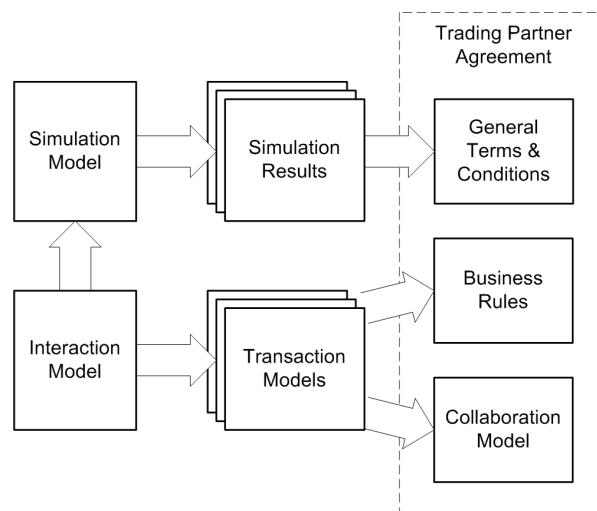 Trading Partner
Agreement
Simulation
Model
Simulation
Results
General
Terms &
Conditions
Interaction
Model
Transaction
Models
Business
Rules
Collaboration
Model